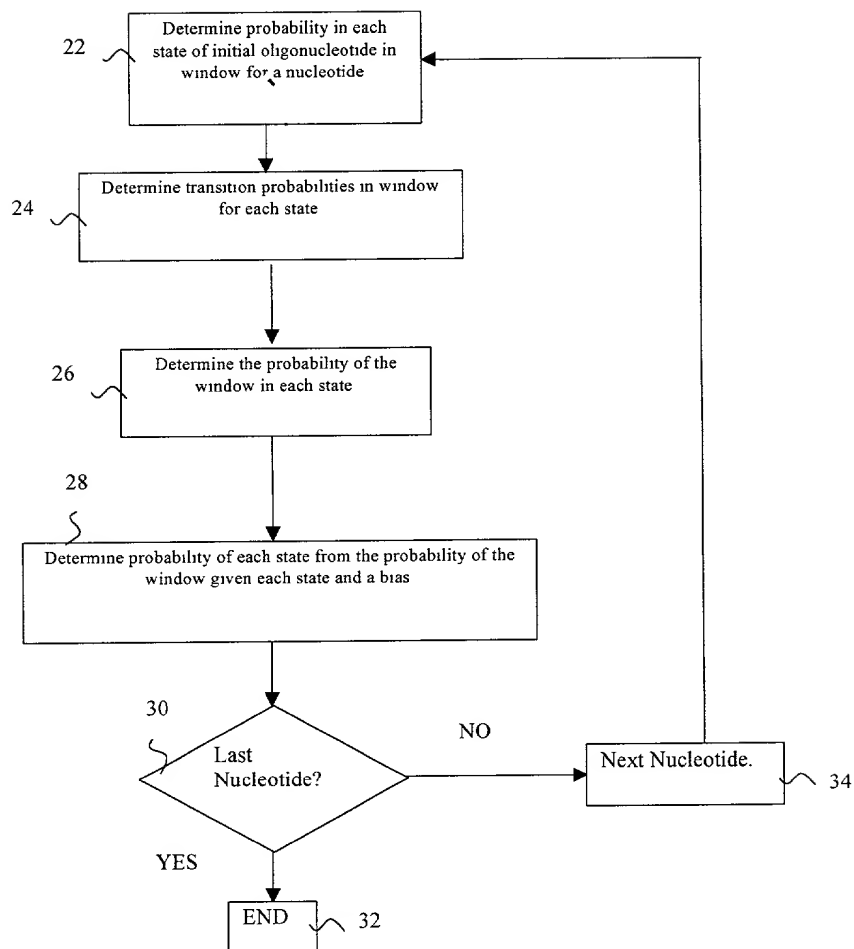 Determine probability in each
state of initial oligonucleotide in
window for a nucleotide
22
Determine transition probabilities in window
for each state
24
Determine the probability of the
window in each state
26
28
Determine probability of each state from the probability of the
window given each state and a bias
30
Last
Nucleotide?
NO
Next Nucleotide.
34
YES
END
32